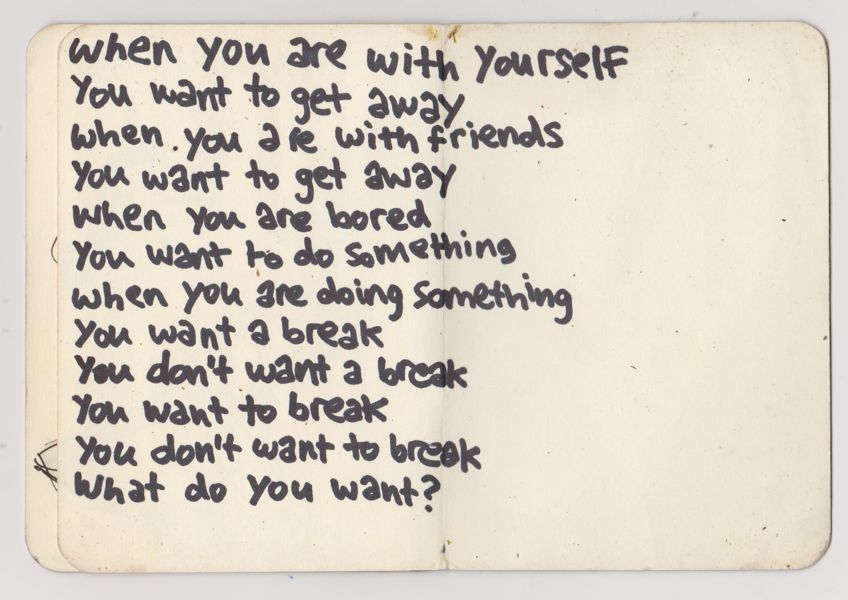 when you are with yourself
You want to get away
when you are with friends
You want to get away
when you are bored
You want to do something
when you are doing something
You want a break
You don't want a break
You want to break
You don't want to break
What do you want?